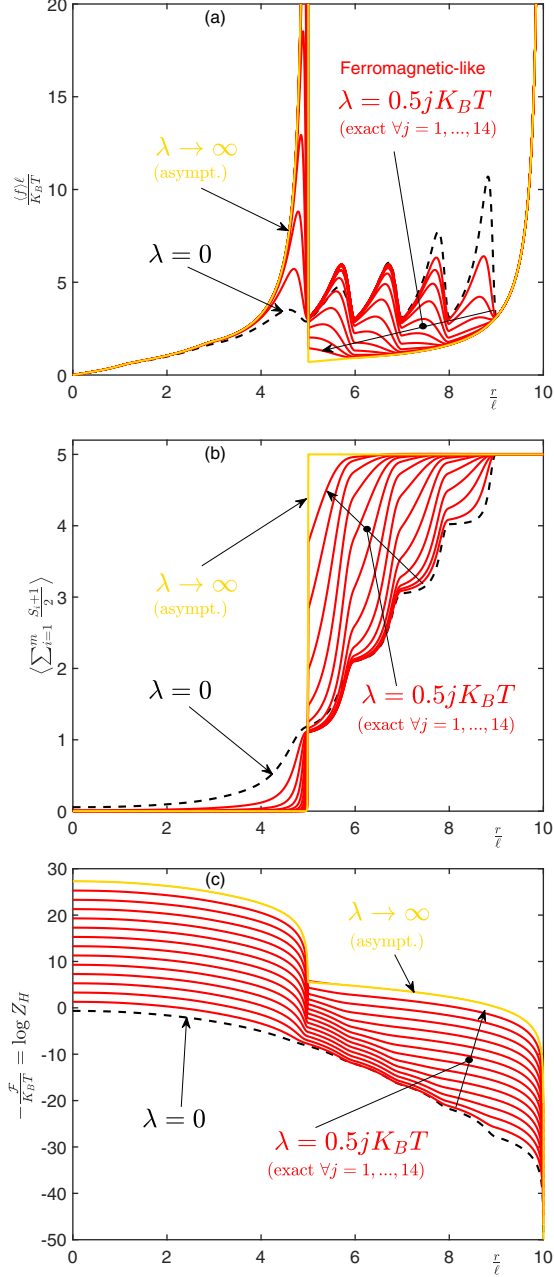 (a)
20
15
10
5
0
⟨f⟩ℓ/K_BT
Ferromagnetic-like
λ = 0.5jK_BT
(exact ∀j = 1, ..., 14)
λ → ∞
(asympt.)
λ = 0
0 2 4 6 8 r/ℓ 10
(b)
5
4
3
2
1
0
⟨∑_{i=1}^{m} (S_i+1)/2⟩
λ → ∞
(asympt.)
λ = 0
λ = 0.5jK_BT
(exact ∀j = 1, ..., 14)
0 2 4 6 8 r/ℓ 10
(c)
30
20
10
0
-10
-20
-30
-40
-50
−ℱ/K_BT = log Z_H
λ → ∞
(asympt.)
λ = 0
λ = 0.5jK_BT
(exact ∀j = 1, ..., 14)
0 2 4 6 8 r/ℓ 10